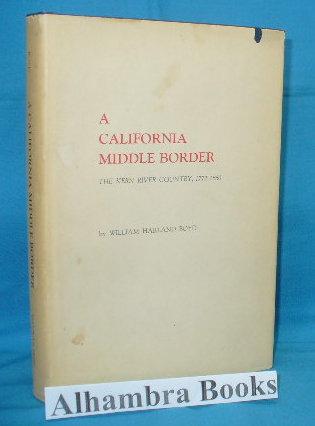 A
CALIFORNIA
MIDDLE BORDER
THE KERN RIVER COUNTRY, 1772-1880
by WILLIAM HARLAND BOYD
A CALIFORNIA MIDDLE BORDER
Alhambra Books